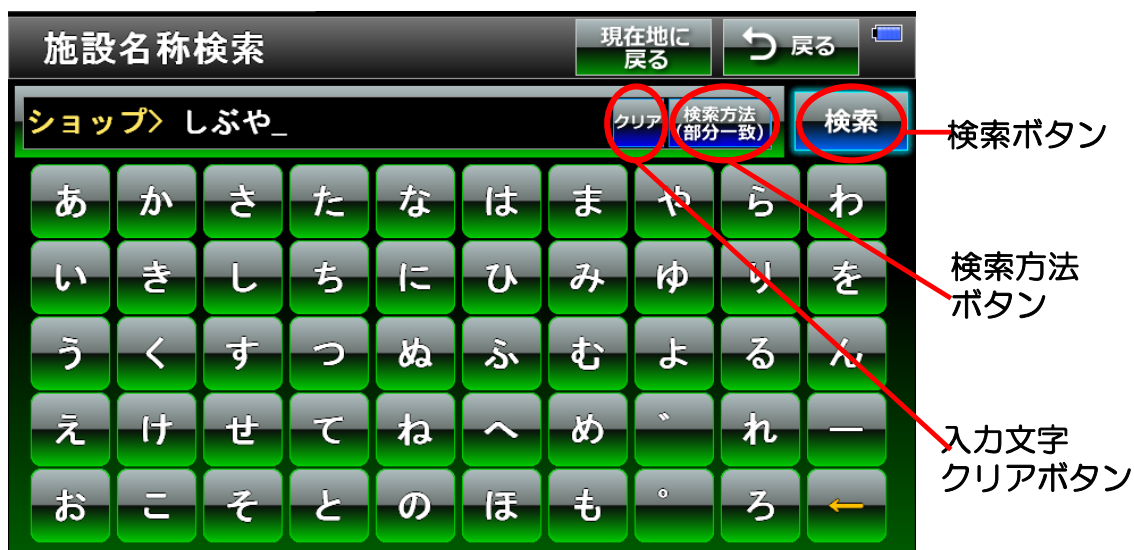 施設名称検索
現在地に
戻る
戻る
ショップ> しぶや_
クリア
検索方法
(部分一致)
検索
検索ボタン
あ か さ た な は ま や ら わ
い き し ち に ひ み ゆ り を
検索方法
ボタン
う く す つ ぬ ふ む よ る ん
え け せ て ね へ め ゛ れ ー
入力文字
クリアボタン
お こ そ と の ほ も ゜ ろ ←